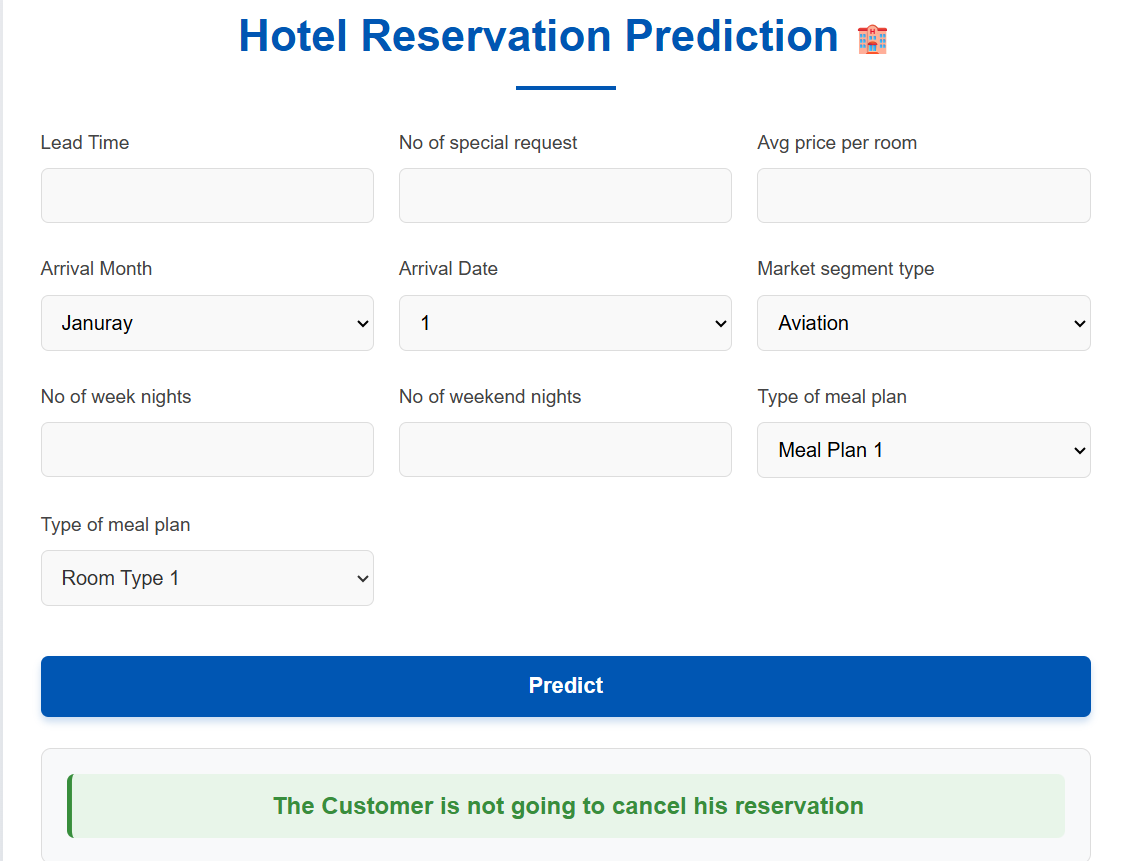 Hotel Reservation Prediction 🏨
Lead Time
No of special request
Avg price per room
Arrival Month
Arrival Date
Market segment type
Januray
1
Aviation
No of week nights
No of weekend nights
Type of meal plan
Meal Plan 1
Type of meal plan
Room Type 1
Predict
The Customer is not going to cancel his reservation